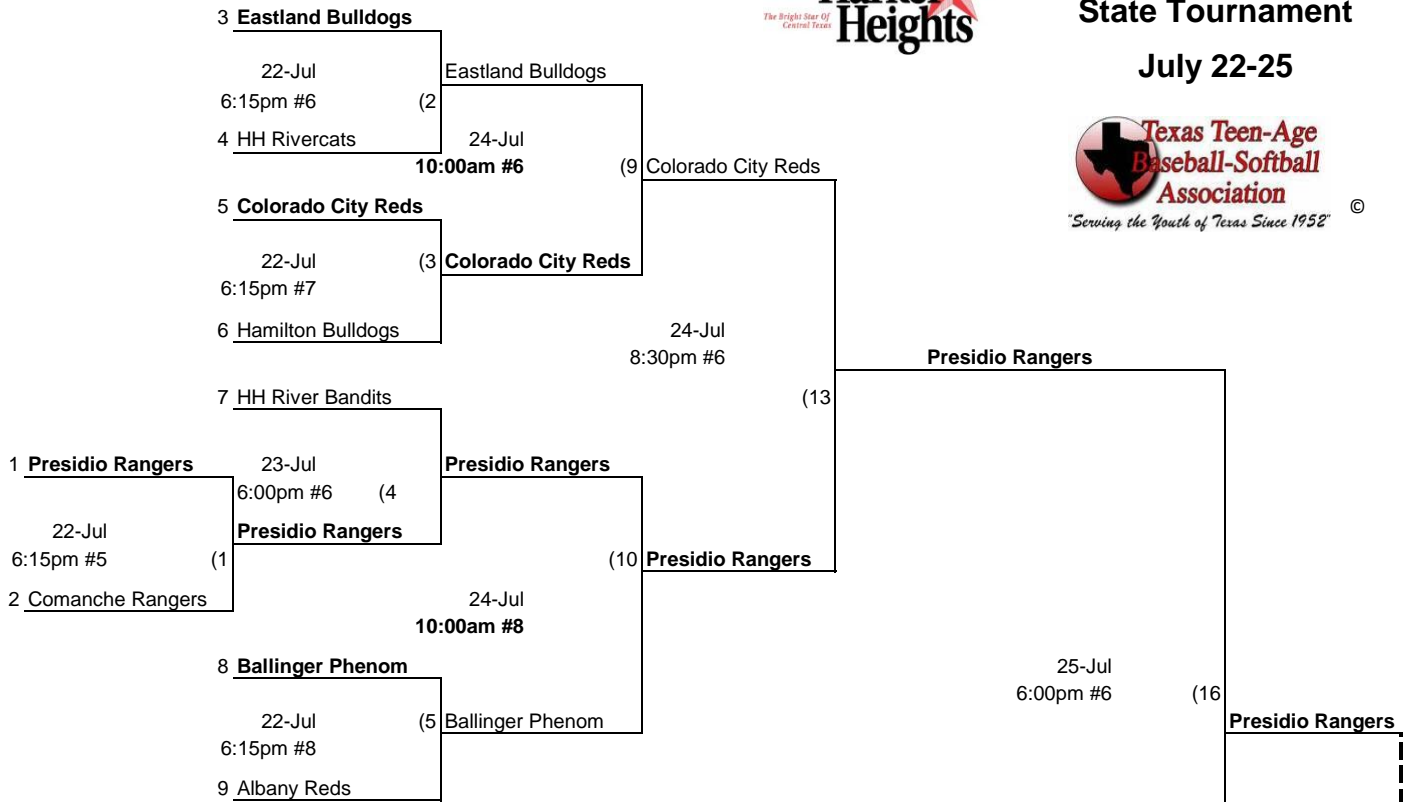 3 Eastland Bulldogs
The Bright Star Of
Central Texas
Harker
Heights
State Tournament
July 22-25
22-Jul
Eastland Bulldogs
6:15pm #6
(2
4 HH Rivercats
24-Jul
10:00am #6
(9 Colorado City Reds
Texas Teen-Age
Baseball-Softball
Association
©
"Serving the Youth of Texas Since 1952"
5 Colorado City Reds
22-Jul
(3 Colorado City Reds
6:15pm #7
6 Hamilton Bulldogs
24-Jul
8:30pm #6
Presidio Rangers
7 HH River Bandits
(13
1 Presidio Rangers
23-Jul
Presidio Rangers
6:00pm #6
(4
22-Jul
Presidio Rangers
6:15pm #5
(1
(10 Presidio Rangers
2 Comanche Rangers
24-Jul
10:00am #8
8 Ballinger Phenom
25-Jul
6:00pm #6
(16
22-Jul
(5 Ballinger Phenom
Presidio Rangers
6:15pm #8
9 Albany Reds